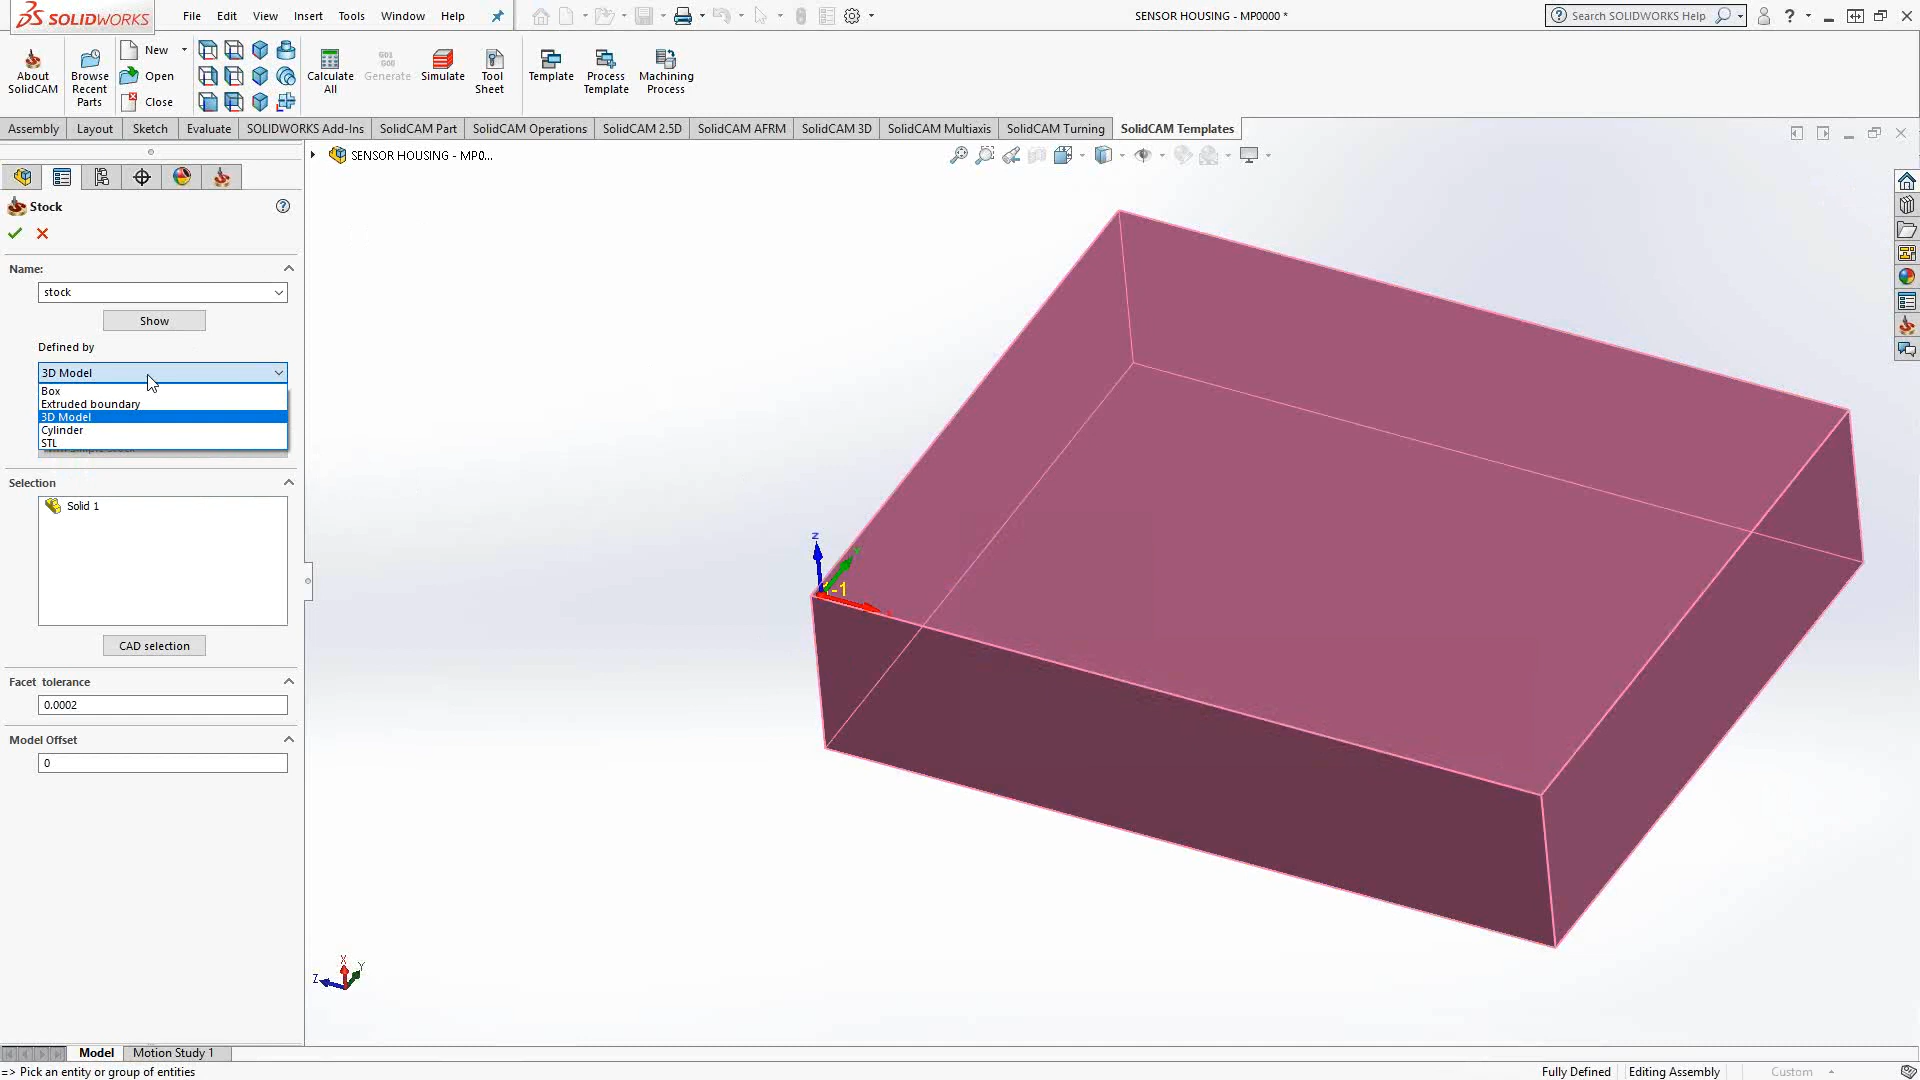 SOLIDWORKS File Edit View Insert Tools Window Help SENSOR HOUSING - MP0000 * Search SOLIDWORKS Help
About SolidCAM
Browse Recent Parts
New
Open
Close
Calculate All
G01 G00 Generate
Simulate
Tool Sheet
Template
Process Template
Machining Process
Assembly Layout Sketch Evaluate SOLIDWORKS Add-Ins SolidCAM Part SolidCAM Operations SolidCAM 2.5D SolidCAM AFRM SolidCAM 3D SolidCAM Multiaxis SolidCAM Turning SolidCAM Templates
SENSOR HOUSING - MP0...
Stock
Name:
stock
Show
Defined by
3D Model
Box
Extruded boundary
3D Model
Cylinder
STL
Selection
Solid 1
CAD selection
Facet tolerance
0.0002
Model Offset
0
Z
Y
1-1
X
Y
Z
Model Motion Study 1
=> Pick an entity or group of entities Fully Defined Editing Assembly Custom